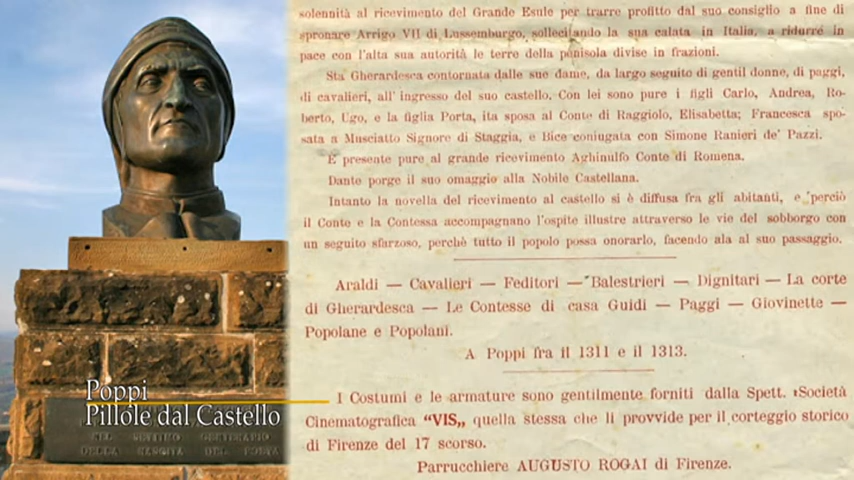 solennità al ricevimento del Grande Esule per trarre profitto dal suo consiglio a fine di
spronare Arrigo VII di Lussemburgo, sollecitando la sua calata in Italia, a ridurre in
pace con l'alta sua autorità le terre della penisola divise in frazioni.
Sta Gherardesca contornata dalle sue dame, da largo seguito di gentil donne, di paggi,
di cavalieri, all' ingresso del suo castello. Con lei sono pure i figli Carlo, Andrea, Ro-
berto, Ugo, e la figlia Porta, ita sposa al Conte di Raggiolo, Elisabetta; Francesca spo-
sata a Musciatto Signore di Staggia, e Bice coniugata con Simone Ranieri de' Pazzi.
È presente pure al grande ricevimento Aghinulfo Conte di Romena.
Dante porge il suo omaggio alla Nobile Castellana.
Intanto la novella del ricevimento al castello si è diffusa fra gli abitanti, e perciò
il Conte e la Contessa accompagnano l'ospite illustre attraverso le vie del sobborgo con
un seguito sfarzoso, perchè tutto il popolo possa onorarlo, facendo ala al suo passaggio.
Araldi — Cavalieri — Feditori — Balestrieri — Dignitari — La corte
di Gherardesca — Le Contesse di casa Guidi — Paggi — Giovinette —
Popolane e Popolani.
A Poppi fra il 1311 e il 1313.
I Costumi e le armature sono gentilmente forniti dalla Spett. Società
Cinematografica "VIS„ quella stessa che li provvide per il corteggio storico
di Firenze del 17 scorso.
Parrucchiere AUGUSTO ROGAI di Firenze.
Poppi
Pillole dal Castello
NEL SETTIMO CENTENARIO
DELLA NASCITA DEL POETA